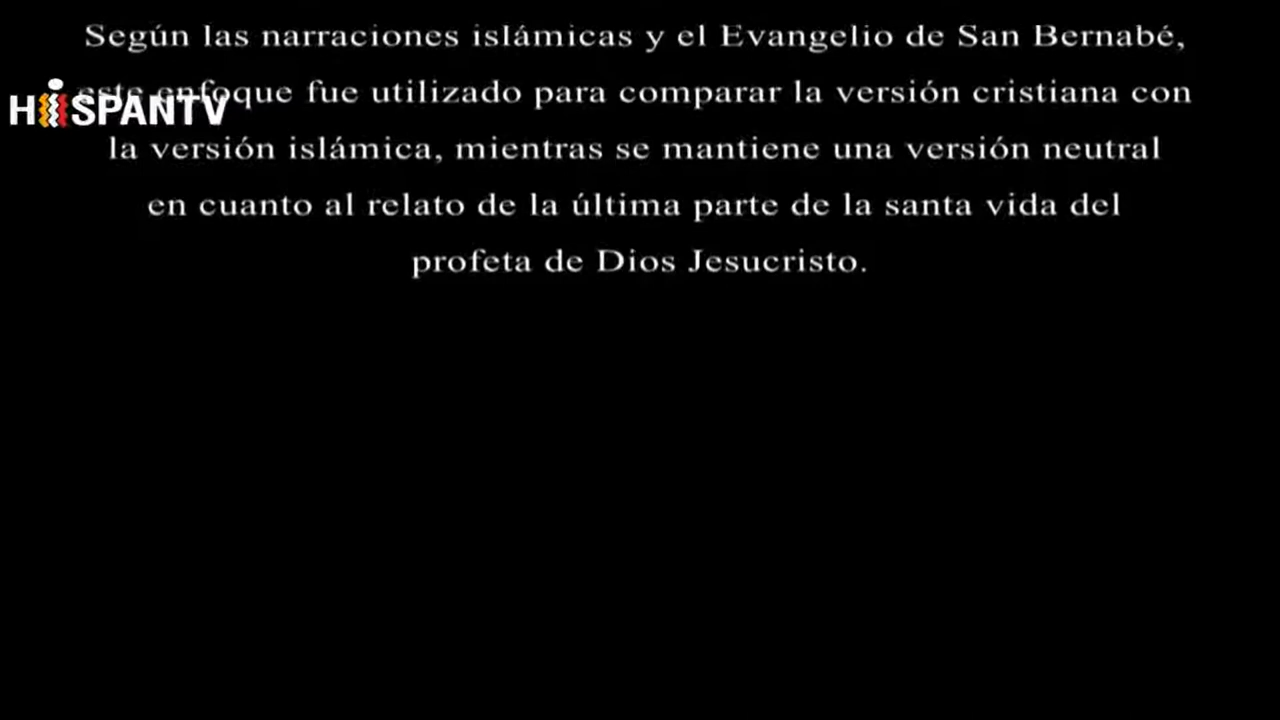 Según las narraciones islámicas y el Evangelio de San Bernabé,
este enfoque fue utilizado para comparar la versión cristiana con
HISPANTV
la versión islámica, mientras se mantiene una versión neutral
en cuanto al relato de la última parte de la santa vida del
profeta de Dios Jesucristo.